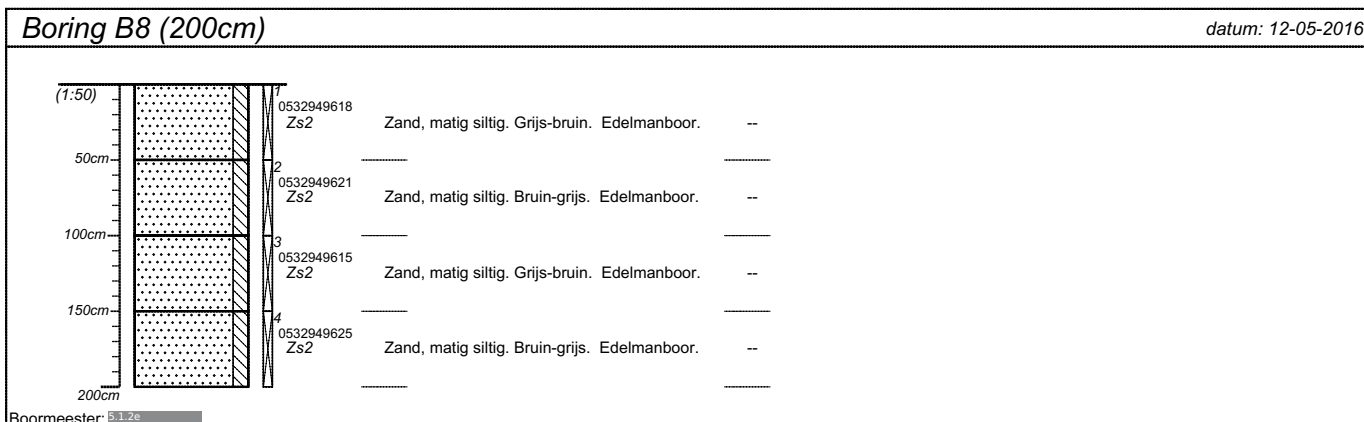 Boring B8 (200cm) datum: 12-05-2016
(1:50)
1
0532949618
Zs2 Zand, matig siltig. Grijs-bruin. Edelmanboor. --
50cm
2
0532949621
Zs2 Zand, matig siltig. Bruin-grijs. Edelmanboor. --
100cm
3
0532949615
Zs2 Zand, matig siltig. Grijs-bruin. Edelmanboor. --
150cm
4
0532949625
Zs2 Zand, matig siltig. Bruin-grijs. Edelmanboor. --
200cm
Boormeester: 5.1.2e